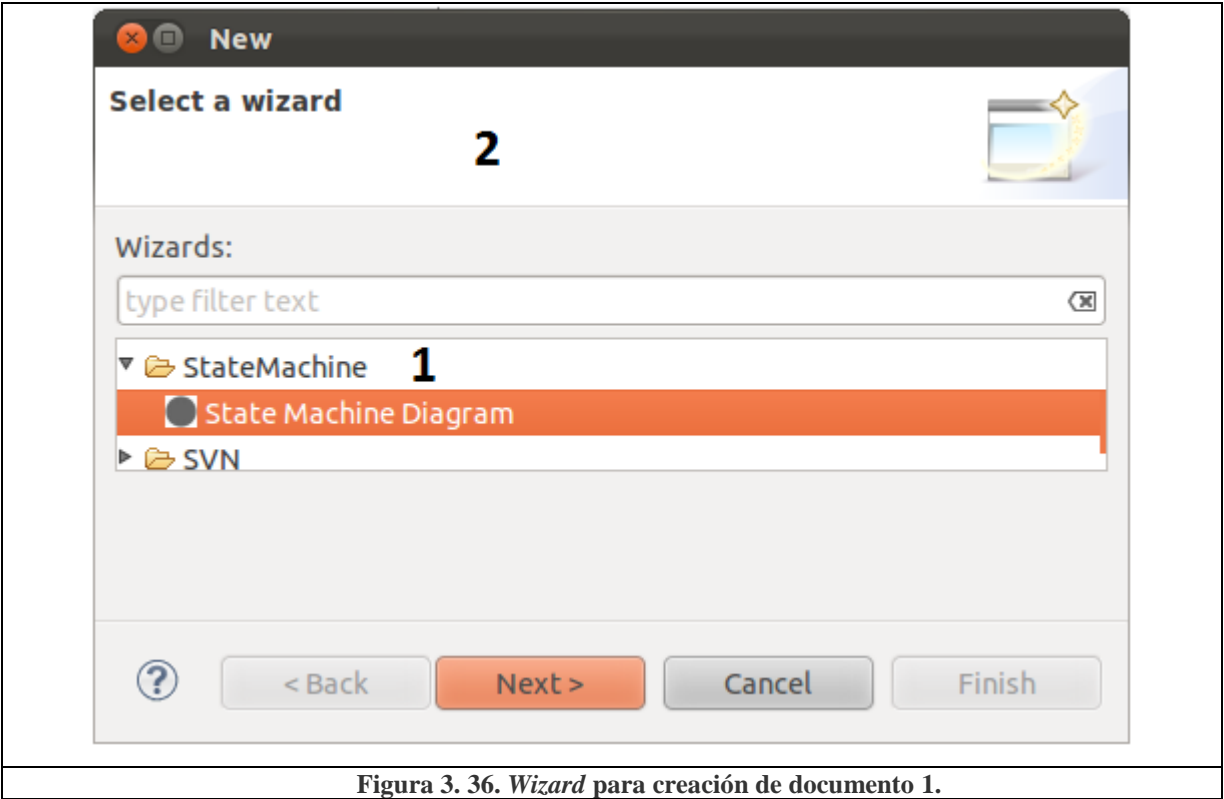 New
Select a wizard
2
Wizards:
type filter text
StateMachine 1
State Machine Diagram
SVN
?
< Back Next > Cancel Finish
Figura 3. 36. Wizard para creación de documento 1.